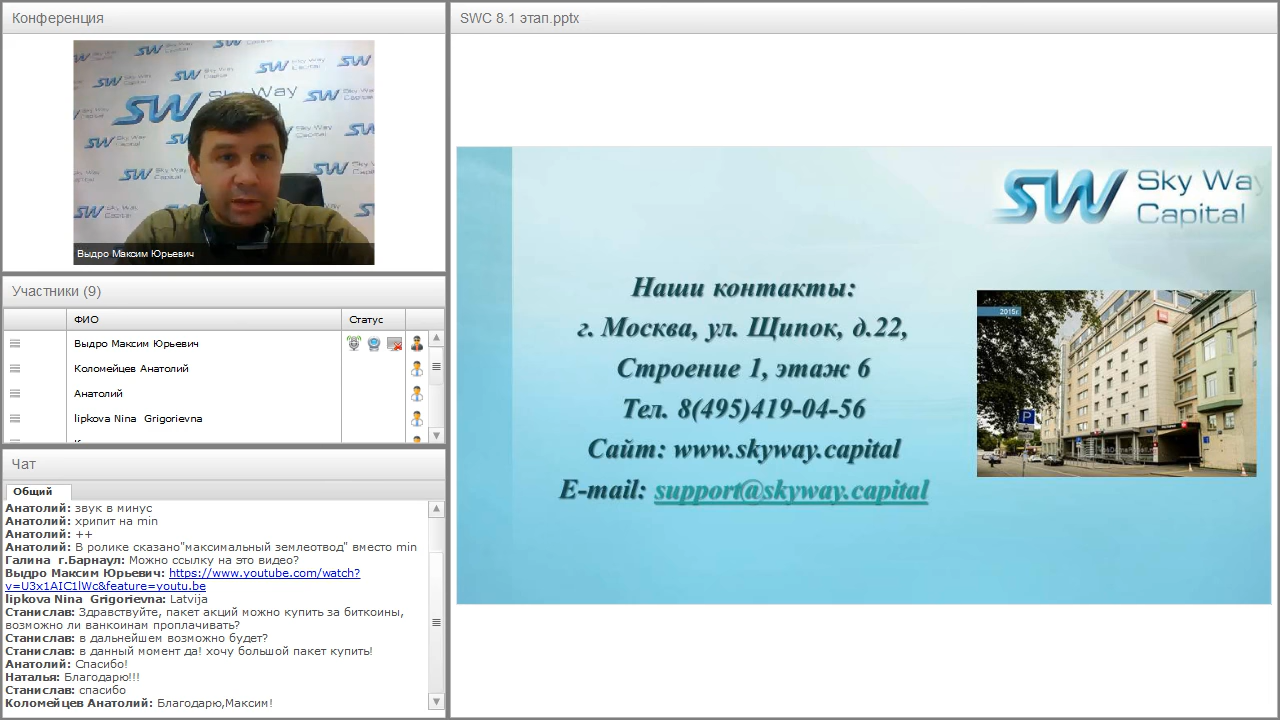 Конференция
SW Sky Way
Capital
Выдро Максим Юрьевич
Участники (9)
ФИО
Статус
Выдро Максим Юрьевич
Коломейцев Анатолий
Анатолий
lipkova Nina Grigorievna
Чат
Общий
Анатолий: звук в минус
Анатолий: хрипит на min
Анатолий: ++
Анатолий: В ролике сказано"максимальный землеотвод" вместо min
Галина г.Барнаул: Можно ссылку на это видео?
Выдро Максим Юрьевич: https://www.youtube.com/watch?
v=U3x1AIC1lWc&feature=youtu.be
lipkova Nina Grigorievna: Latvija
Станислав: Здравствуйте, пакет акций можно купить за биткоины,
возможно ли ванкоинам проплачивать?
Станислав: в дальнейшем возможно будет?
Станислав: в данный момент да! хочу большой пакет купить!
Анатолий: Спасибо!
Наталья: Благодарю!!!
Станислав: спасибо
Коломейцев Анатолий: Благодарю,Максим!
SWC 8.1 этап.pptx
SW Sky Way
Capital
Наши контакты:
г. Москва, ул. Щипок, д.22,
Строение 1, этаж 6
Тел. 8(495)419-04-56
Сайт: www.skyway.capital
E-mail: support@skyway.capital
2015г
P